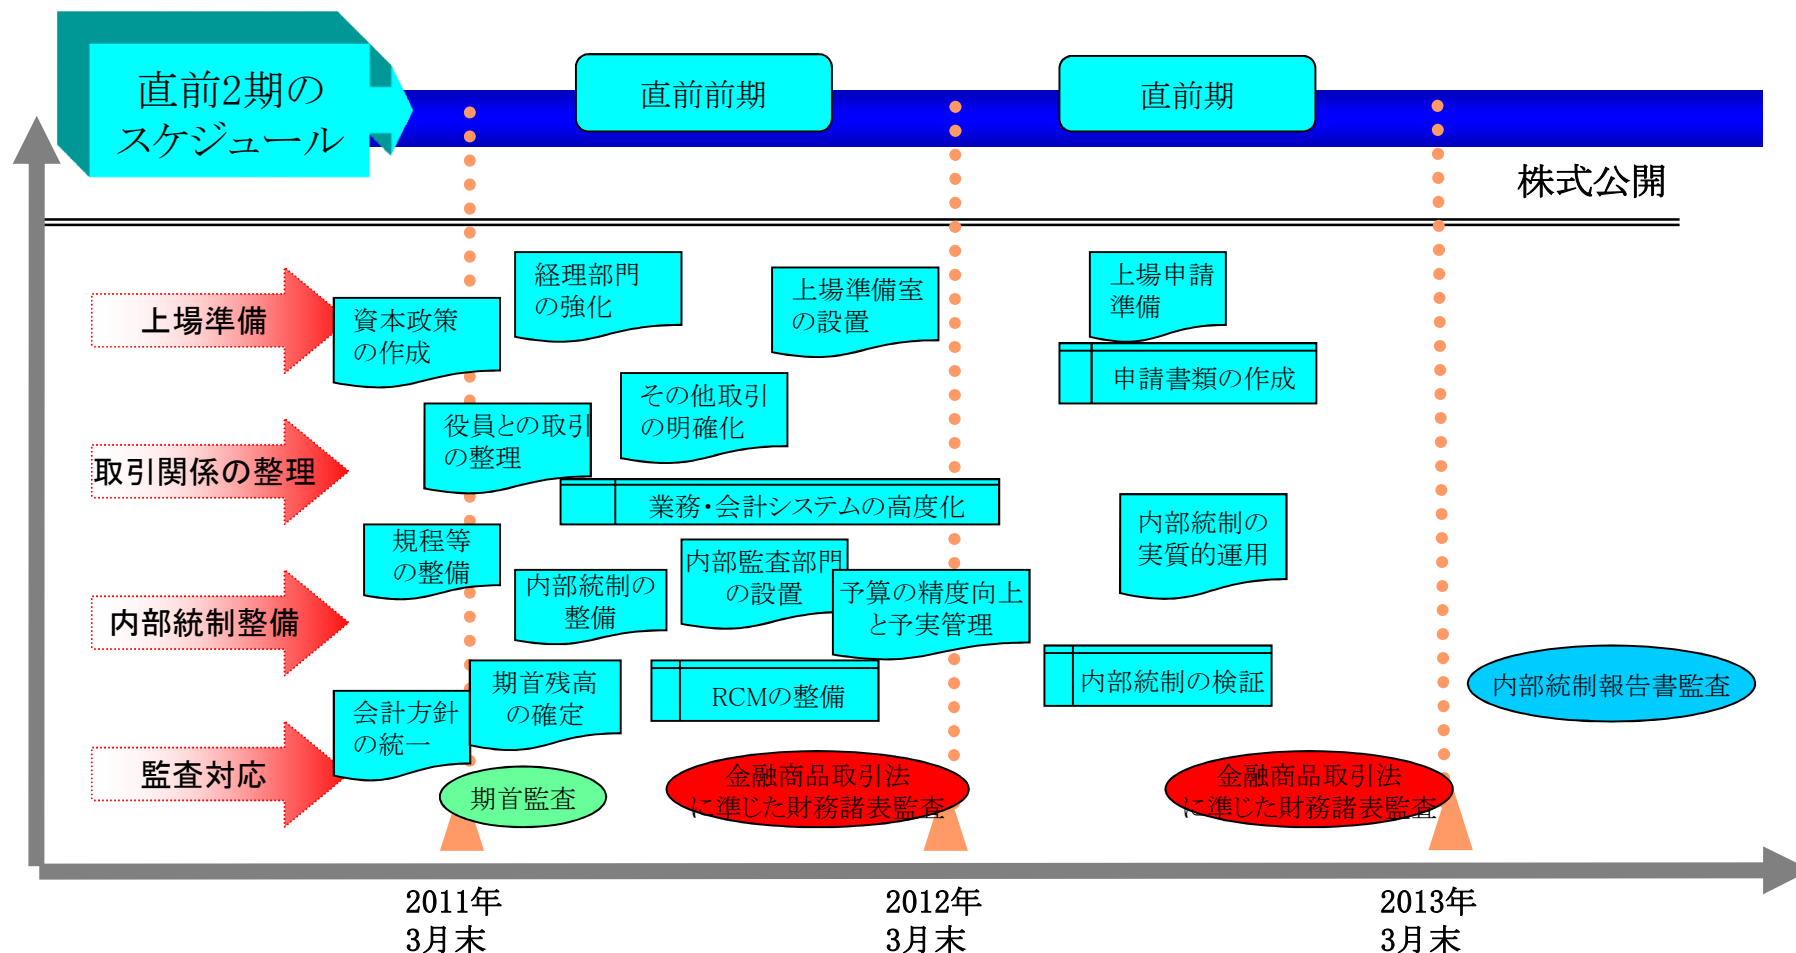 直前2期の
スケジュール
直前前期
直前期
株式公開
上場準備
資本政策
の作成
経理部門
の強化
上場準備室
の設置
上場申請
準備
申請書類の作成
取引関係の整理
役員との取引
の整理
その他取引
の明確化
業務・会計システムの高度化
内部統制整備
規程等
の整備
内部統制の
整備
内部監査部門
の設置
予算の精度向上
と予実管理
内部統制の
実質的運用
RCMの整備
内部統制の検証
内部統制報告書監査
監査対応
会計方針
の統一
期首残高
の確定
期首監査
金融商品取引法
に準じた財務諸表監査
金融商品取引法
に準じた財務諸表監査
2011年
3月末
2012年
3月末
2013年
3月末